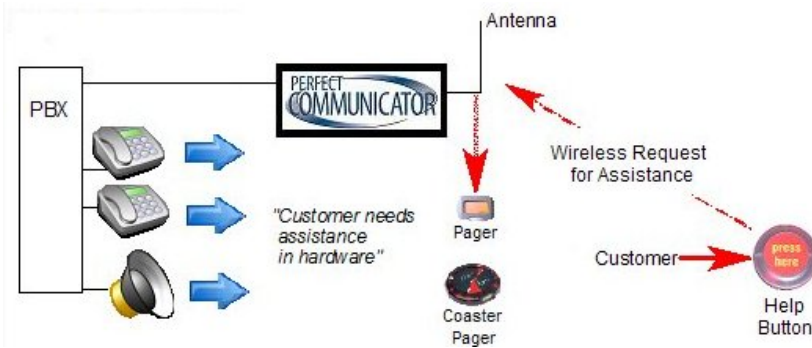 Antenna
PBX
PERFECT
COMMUNICATOR
Wireless Request
for Assistance
"Customer needs
assistance
in hardware"
Pager
Customer
press
here
Coaster
Pager
Help
Button